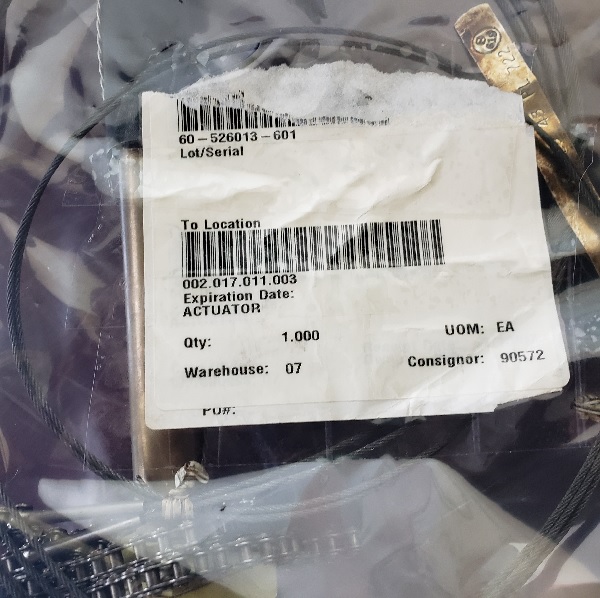 60-526013-601
Lot/Serial
To Location
002.017.011.003
Expiration Date:
ACTUATOR
Qty: 1.000 UOM: EA
Warehouse: 07 Consignor: 90572
PO#: